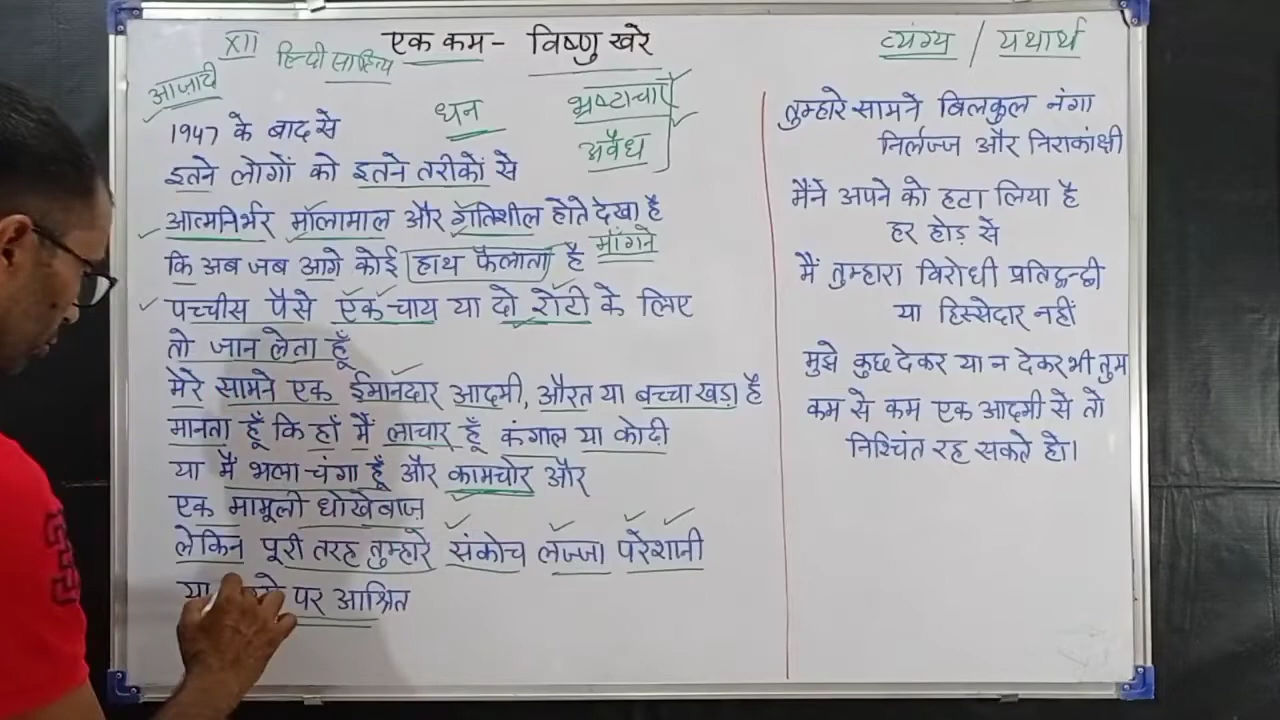 XII
हिन्दी साहित्य
एक कम - विष्णु खरे
व्यंग्य / यथार्थ
आजादी
धन
भ्रष्टाचार
अवैध
1947 के बाद से
इतने लोगों को इतने तरीकों से
आत्मनिर्भर मालामाल और गतिशील होते देखा है
मांगने
कि अब जब आगे कोई हाथ फैलाता है
पच्चीस पैसे एक चाय या दो रोटी के लिए
तो जान लेता हूँ
मेरे सामने एक ईमानदार आदमी, औरत या बच्चा खड़ा है
मानता हूँ कि हाँ मैं लाचार हूँ कंगाल या कोढ़ी
या मैं भला-चंगा हूँ और कामचोर और
एक मामूली धोखेबाज़
लेकिन पूरी तरह तुम्हारे संकोच लज्जा परेशानी
या पर आश्रित
तुम्हारे सामने बिलकुल नंगा
निर्लज्ज और निराकांक्षी
मैंने अपने को हटा लिया है
हर होड़ से
मैं तुम्हारा विरोधी प्रतिद्वन्द्वी
या हिस्सेदार नहीं
मुझे कुछ देकर या न देकर भी तुम
कम से कम एक आदमी से तो
निश्चिंत रह सकते हो।